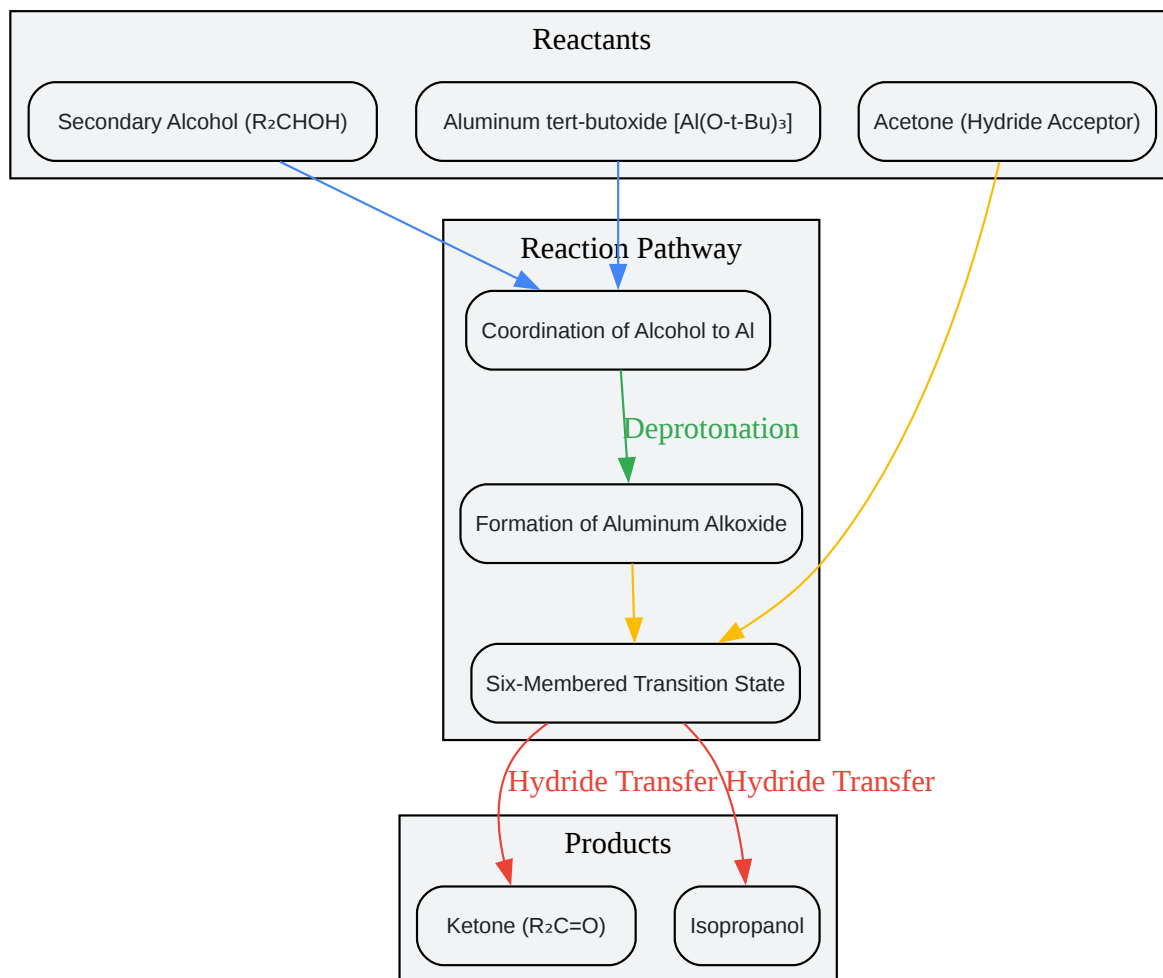 Reactants
Secondary Alcohol (R₂CHOH)
Aluminum tert-butoxide [Al(O-t-Bu)₃]
Acetone (Hydride Acceptor)
Reaction Pathway
Coordination of Alcohol to Al
Deprotonation
Formation of Aluminum Alkoxide
Six-Membered Transition State
Hydride Transfer
Hydride Transfer
Products
Ketone (R₂C=O)
Isopropanol